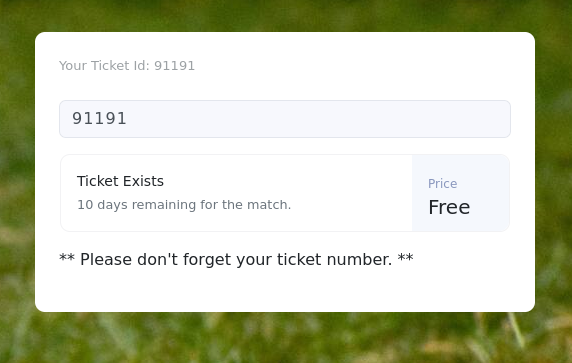 Your Ticket Id: 91191
91191
Ticket Exists
10 days remaining for the match.
Price
Free
** Please don't forget your ticket number. **